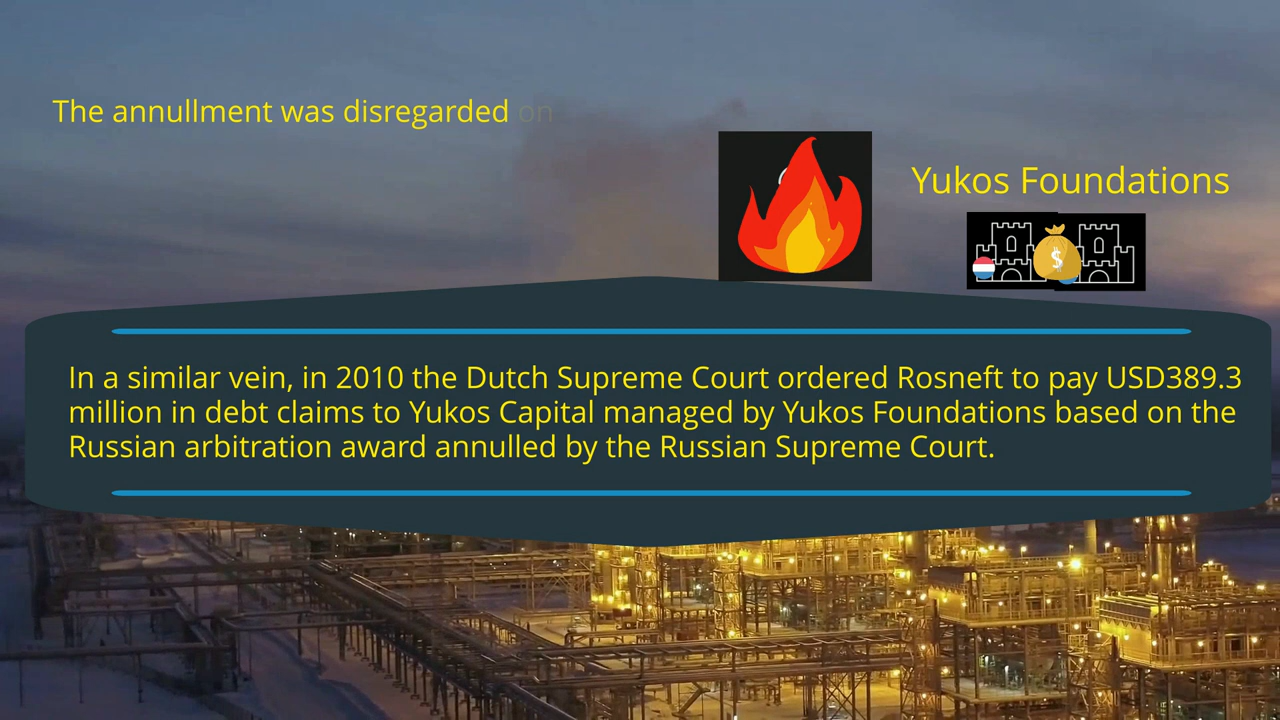 The annullment was disregarded on
Yukos Foundations
$
In a similar vein, in 2010 the Dutch Supreme Court ordered Rosneft to pay USD389.3
million in debt claims to Yukos Capital managed by Yukos Foundations based on the
Russian arbitration award annulled by the Russian Supreme Court.